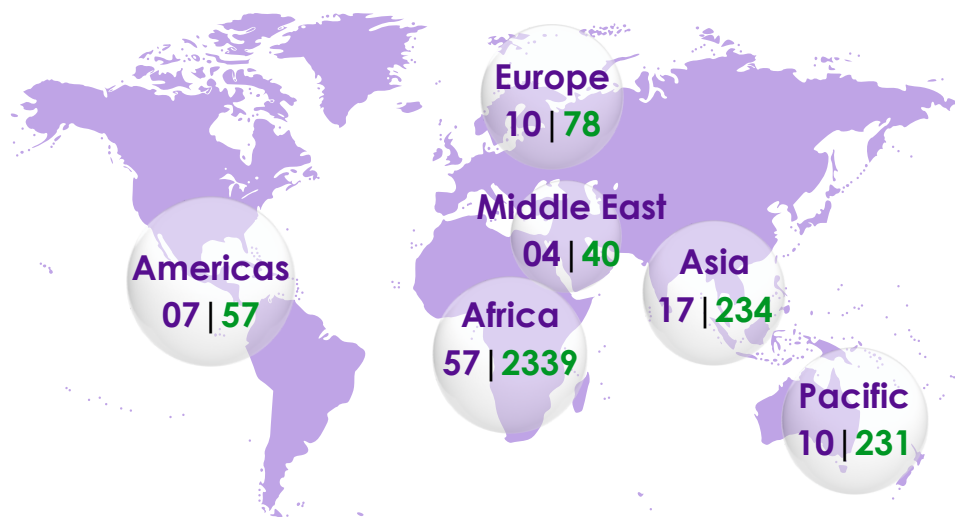 Europe
10|78
Middle East
04|40
Americas
07|57
Africa
57|2339
Asia
17|234
Pacific
10|231